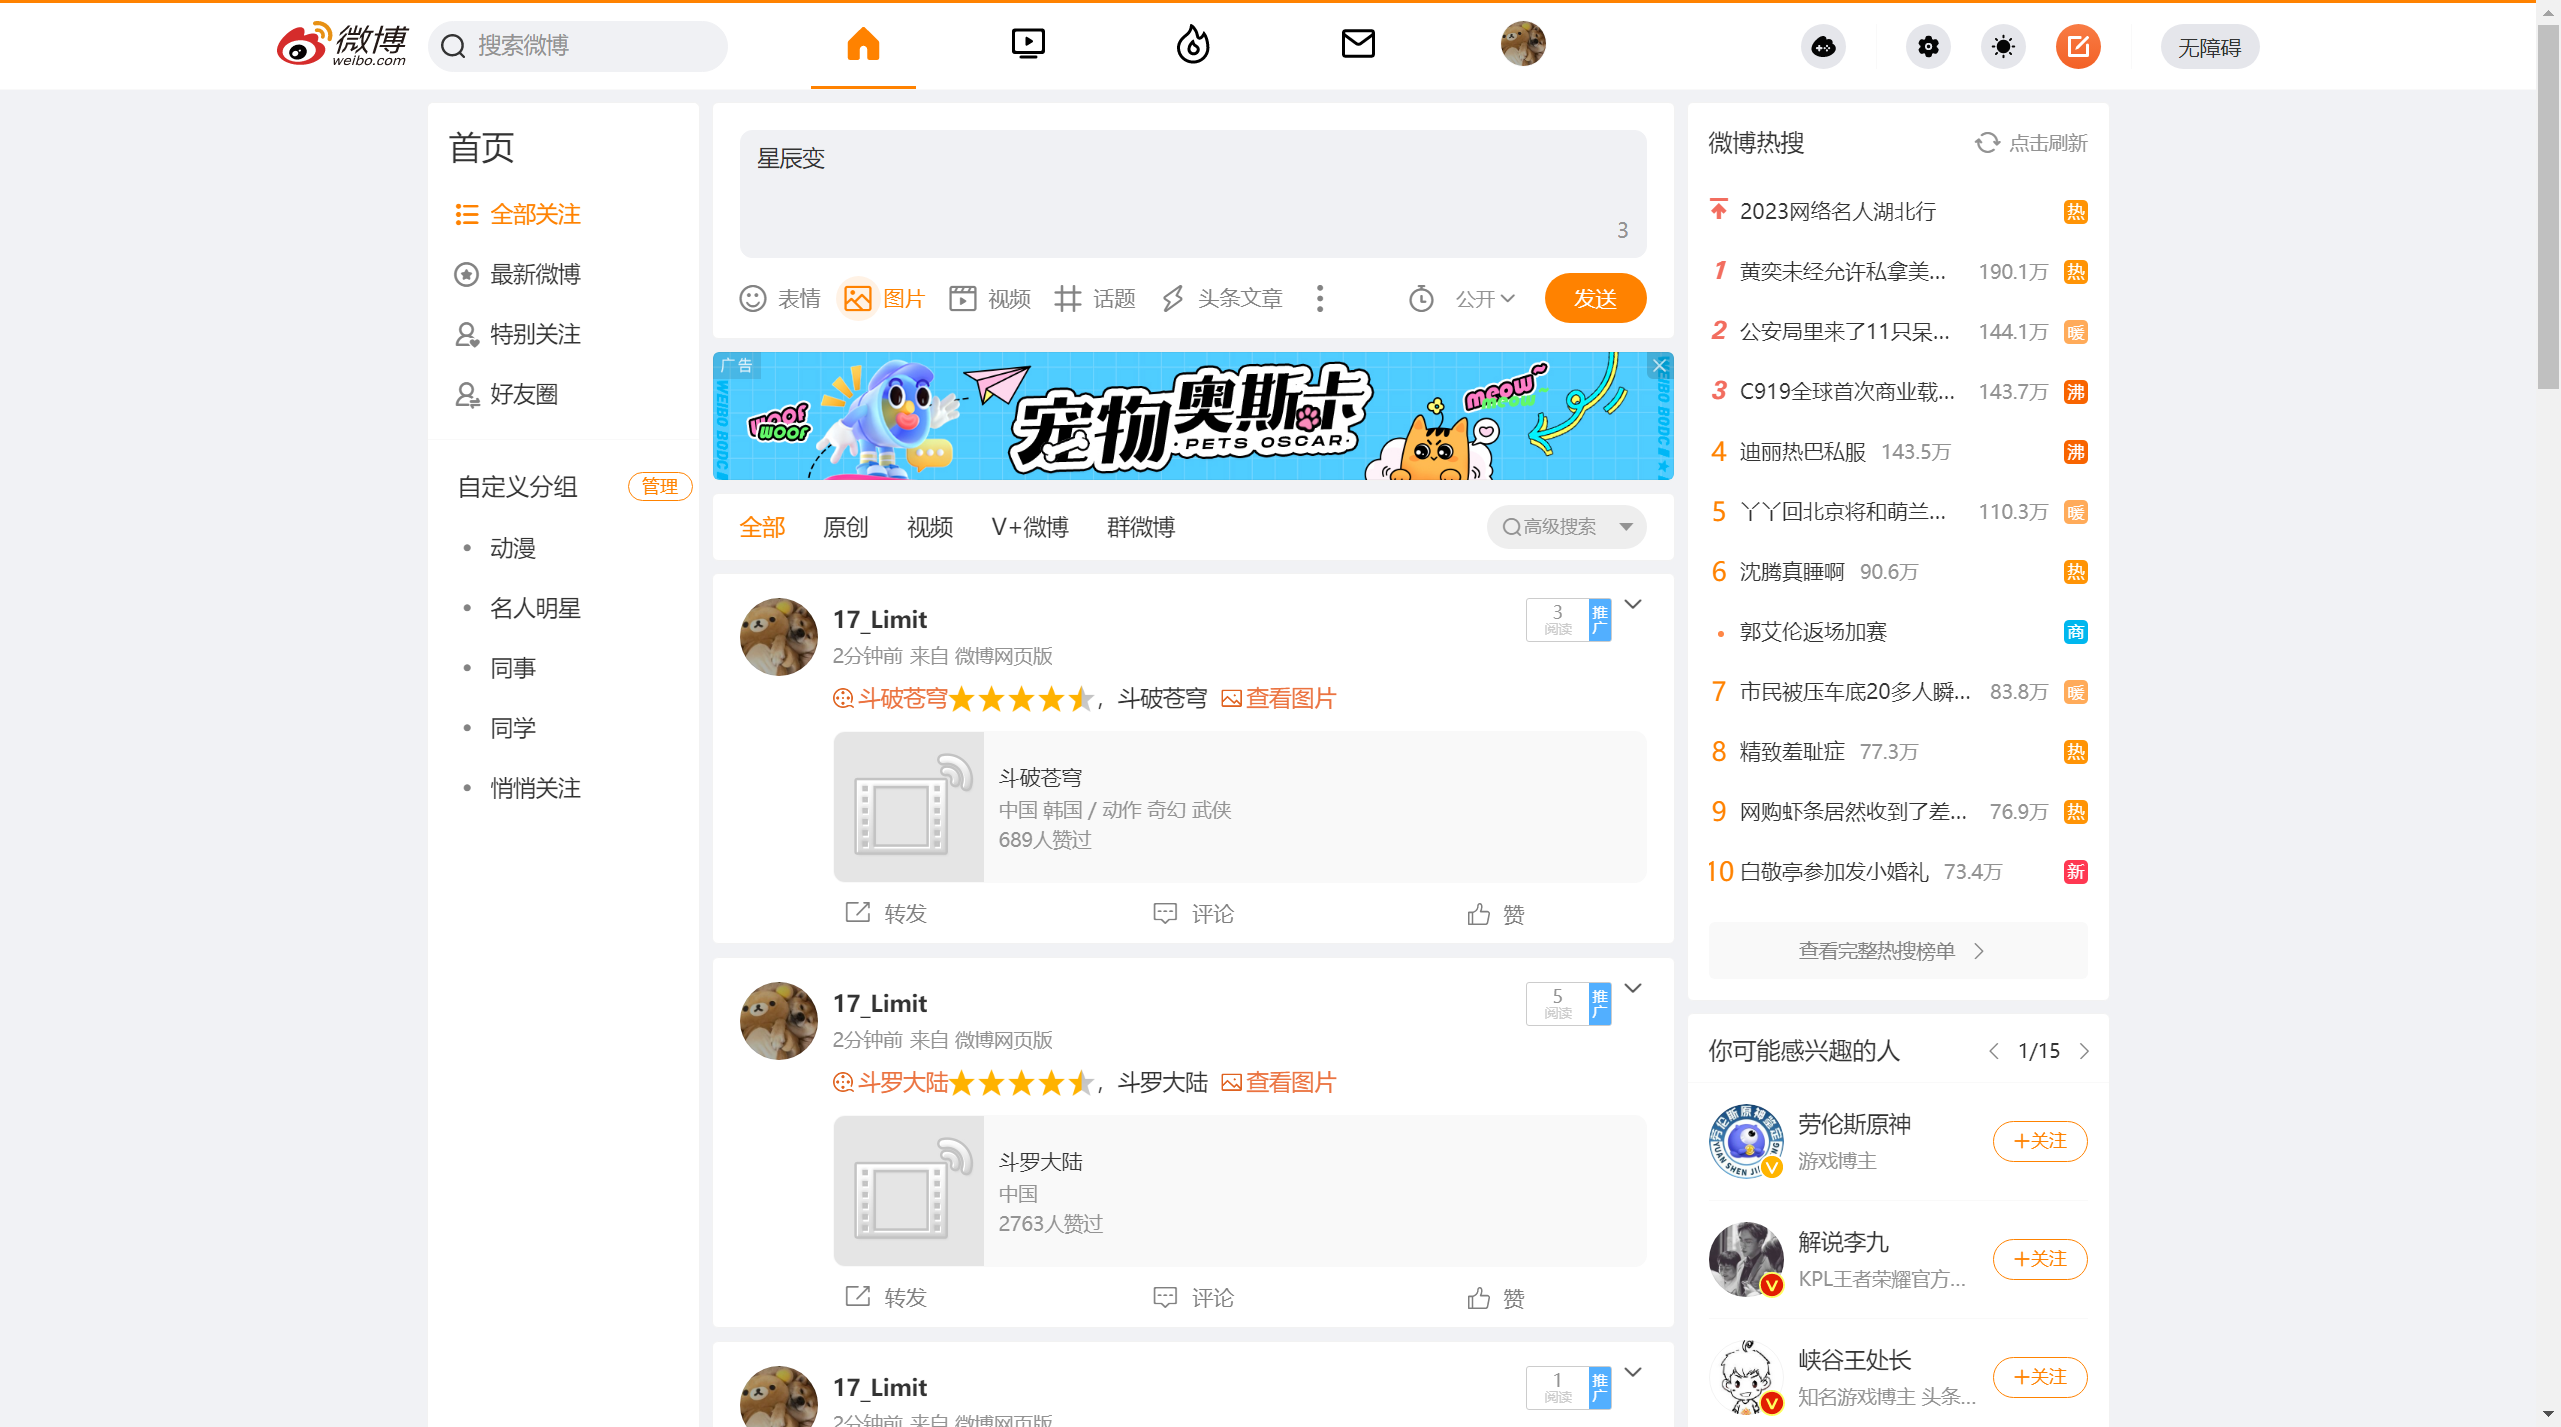 微博
weibo.com
搜索微博
无障碍
首页
全部关注
最新微博
特别关注
好友圈
自定义分组
管理
动漫
名人明星
同事
同学
悄悄关注
星辰变
3
表情
图片
视频
话题
头条文章
公开
发送
广告
WEIBO BODC
woof
woof
宠物奥斯卡
·PETS OSCAR·
meow~
meow~
全部
原创
视频
V+微博
群微博
高级搜索
17_Limit
3
阅读
推广
2分钟前 来自 微博网页版
斗破苍穹，斗破苍穹 查看图片
斗破苍穹
中国 韩国 / 动作 奇幻 武侠
689人赞过
转发
评论
赞
17_Limit
5
阅读
推广
2分钟前 来自 微博网页版
斗罗大陆，斗罗大陆 查看图片
斗罗大陆
中国
2763人赞过
转发
评论
赞
17_Limit
1
阅读
推广
2分钟前 来自 微博网页版
微博热搜
点击刷新
2023网络名人湖北行 热
1 黄奕未经允许私拿美... 190.1万 热
2 公安局里来了11只呆... 144.1万 暖
3 C919全球首次商业载... 143.7万 沸
4 迪丽热巴私服 143.5万 沸
5 丫丫回北京将和萌兰... 110.3万 暖
6 沈腾真睡啊 90.6万 热
郭艾伦返场加赛 商
7 市民被压车底20多人瞬... 83.8万 暖
8 精致羞耻症 77.3万 热
9 网购虾条居然收到了差... 76.9万 热
10 白敬亭参加发小婚礼 73.4万 新
查看完整热搜榜单
你可能感兴趣的人
1/15
劳伦斯原神
游戏博主
+关注
解说李九
KPL王者荣耀官方...
+关注
峡谷王处长
知名游戏博主 头条...
+关注